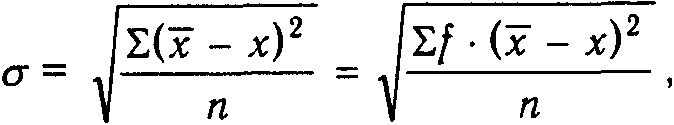 σ = √(Σ(x̄ − x)² / n) = √(Σf · (x̄ − x)² / n) ,